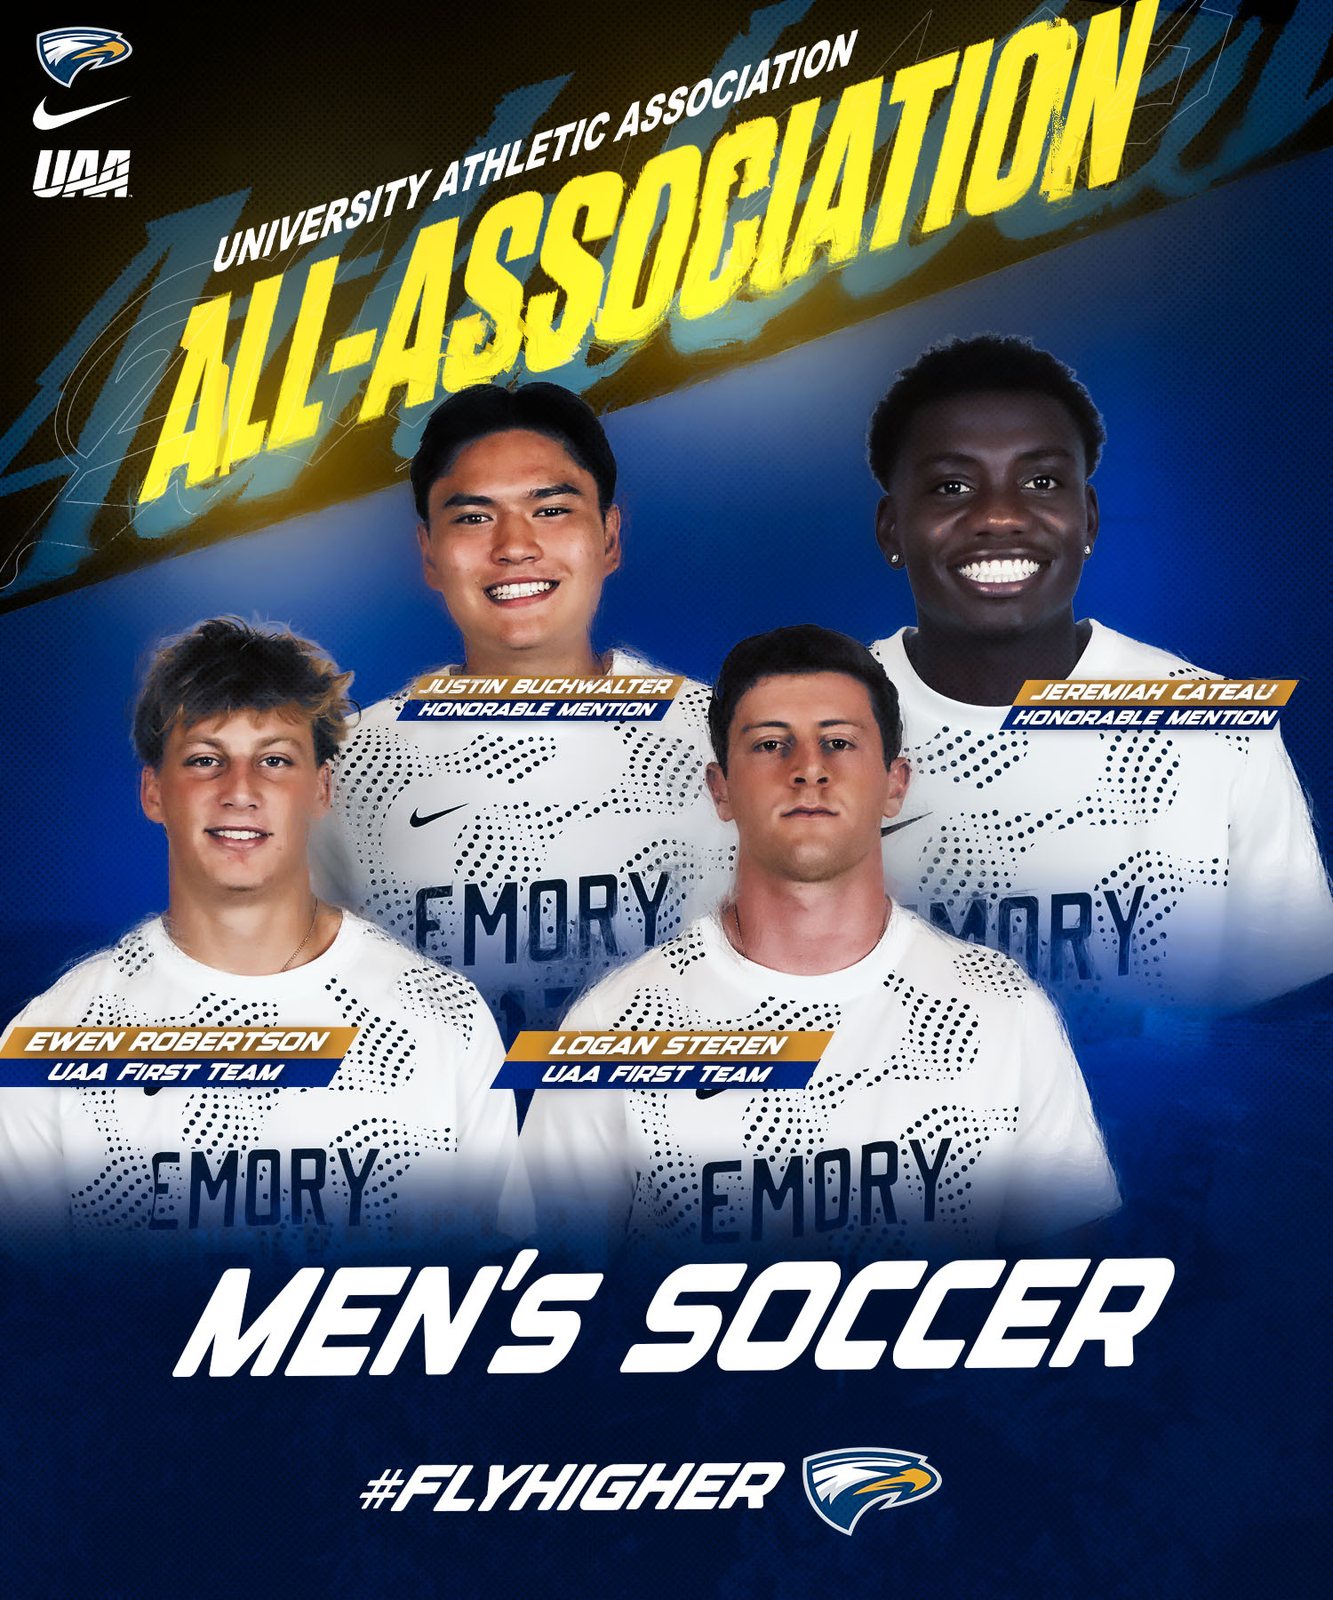 UAA
UNIVERSITY ATHLETIC ASSOCIATION
ALL-ASSOCIATION
JUSTIN BUCHWALTER
HONORABLE MENTION
JEREMIAH CATEAU
HONORABLE MENTION
EMORY
EMORY
EWEN ROBERTSON
UAA FIRST TEAM
LOGAN STEREN
UAA FIRST TEAM
EMORY
EMORY
MEN'S SOCCER
#FLYHIGHER